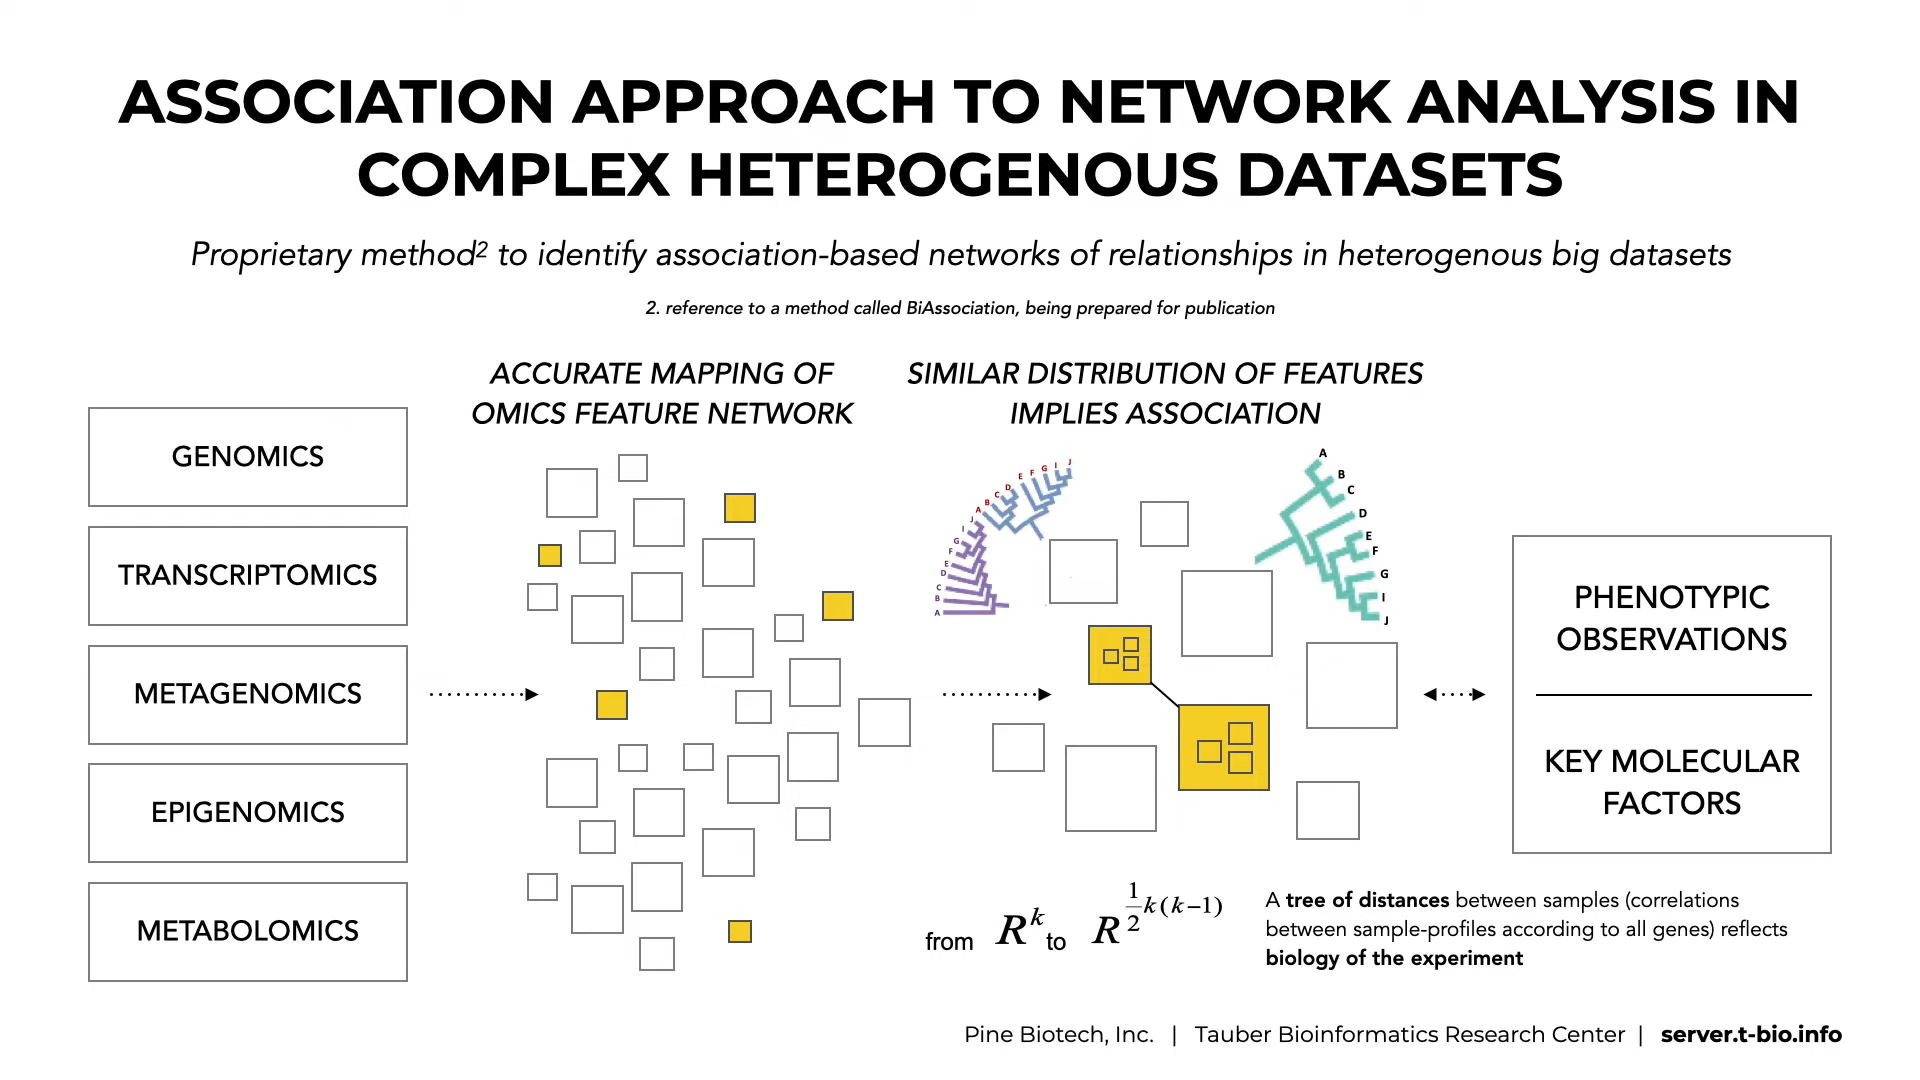 ASSOCIATION APPROACH TO NETWORK ANALYSIS IN
COMPLEX HETEROGENOUS DATASETS
Proprietary method² to identify association-based networks of relationships in heterogenous big datasets
2. reference to a method called BiAssociation, being prepared for publication
GENOMICS
TRANSCRIPTOMICS
METAGENOMICS
EPIGENOMICS
METABOLOMICS
ACCURATE MAPPING OF
OMICS FEATURE NETWORK
SIMILAR DISTRIBUTION OF FEATURES
IMPLIES ASSOCIATION
A
B
C
D
E
F
G
I
J
A
B
C
D
E
F
G
I
J
A
B
C
D
E
F
G
I
J
PHENOTYPIC
OBSERVATIONS
KEY MOLECULAR
FACTORS
from R^k to R^{\frac{1}{2}k(k-1)}
A tree of distances between samples (correlations
between sample-profiles according to all genes) reflects
biology of the experiment
Pine Biotech, Inc. | Tauber Bioinformatics Research Center | server.t-bio.info